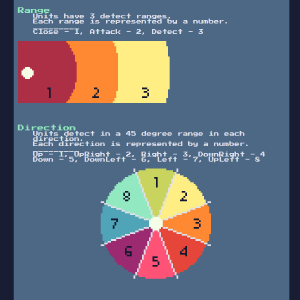 Range
Units have 3 detect ranges.
Each range is represented by a number.
Close - 1, Attack - 2, Detect - 3
1 2 3
Direction
Units detect in a 45 degree range in each
direction.
Each direction is represented by a number.
Up - 1, UpRight - 2, Right - 3, DownRight - 4
Down - 5, DownLeft - 6, Left - 7, UpLeft - 8
1
8 2
7 3
6 4
5